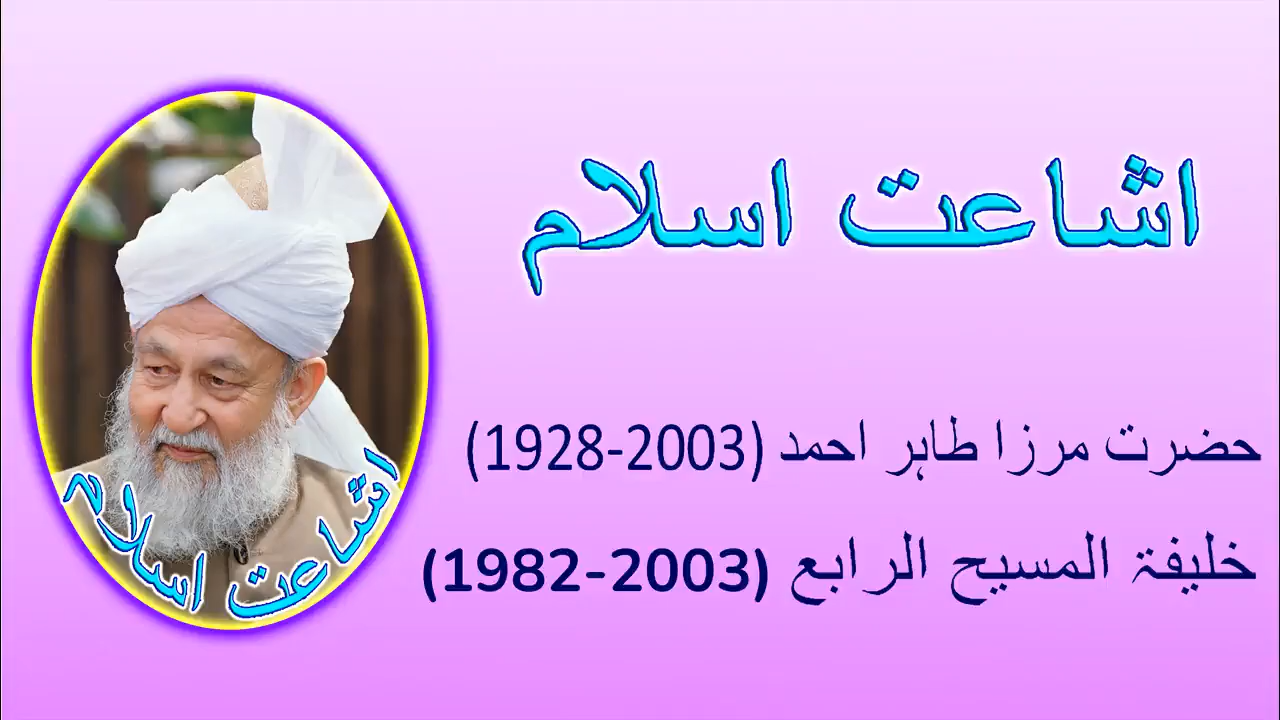 اشاعت اسلام
حضرت مرزا طاہر احمد (1928-2003)
خلیفۃ المسیح الرابع (1982-2003)
اشاعت اسلام